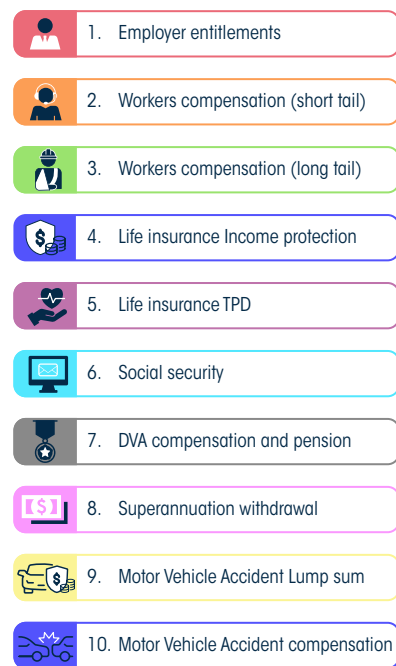 1. Employer entitlements
2. Workers compensation (short tail)
3. Workers compensation (long tail)
$
4. Life insurance Income protection
5. Life insurance TPD
6. Social security
7. DVA compensation and pension
$
8. Superannuation withdrawal
$
9. Motor Vehicle Accident Lump sum
10. Motor Vehicle Accident compensation